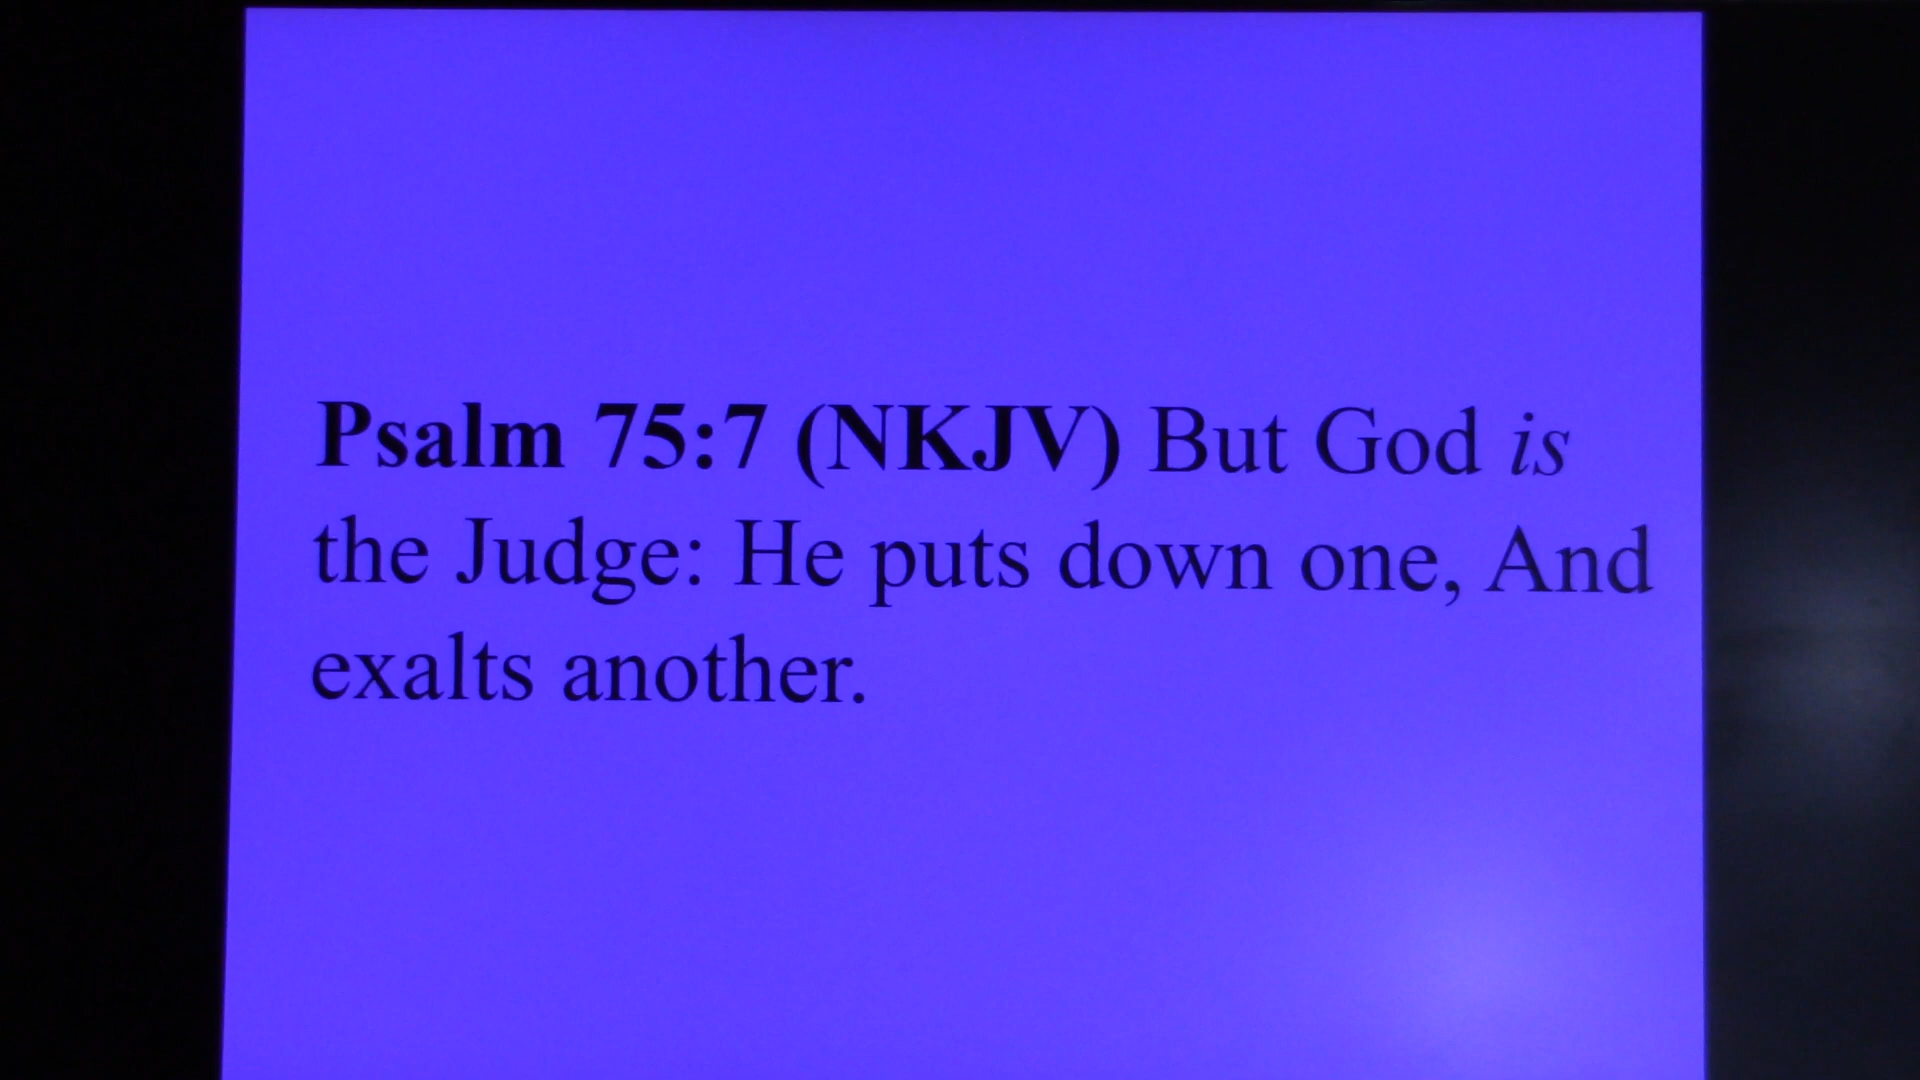 Psalm 75:7 (NKJV) But God is
the Judge: He puts down one, And
exalts another.